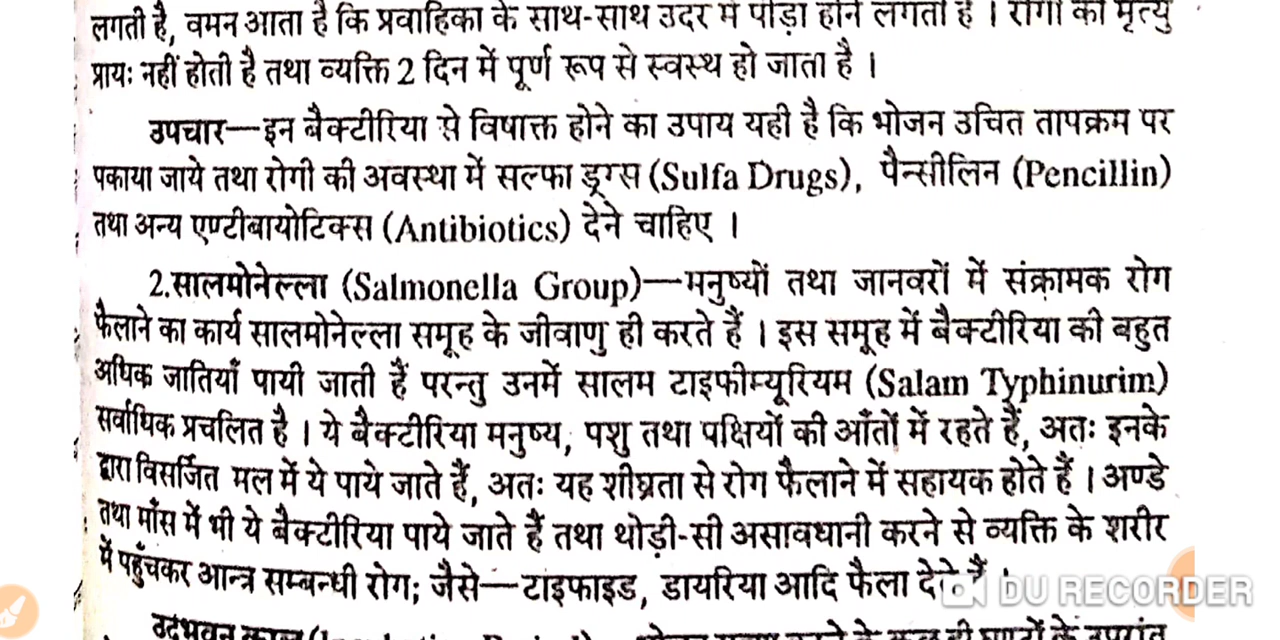 लगती है, वमन आता है कि प्रवाहिका के साथ-साथ उदर में पीड़ा होने लगती है । रोगी की मृत्यु
प्रायः नहीं होती है तथा व्यक्ति 2 दिन में पूर्ण रूप से स्वस्थ हो जाता है ।
उपचार—इन बैक्टीरिया से विषाक्त होने का उपाय यही है कि भोजन उचित तापक्रम पर
पकाया जाये तथा रोगी की अवस्था में सल्फा ड्रग्स (Sulfa Drugs), पैन्सीलिन (Pencillin)
तथा अन्य एण्टीबायोटिक्स (Antibiotics) देने चाहिए ।
2.सालमोनेल्ला (Salmonella Group)—मनुष्यों तथा जानवरों में संक्रामक रोग
फैलाने का कार्य सालमोनेल्ला समूह के जीवाणु ही करते हैं । इस समूह में बैक्टीरिया की बहुत
अधिक जातियाँ पायी जाती हैं परन्तु उनमें सालम टाइफीम्यूरियम (Salam Typhinurim)
सर्वाधिक प्रचलित है । ये बैक्टीरिया मनुष्य, पशु तथा पक्षियों की आँतों में रहते हैं, अतः इनके
द्वारा विसर्जित मल में ये पाये जाते हैं, अतः यह शीघ्रता से रोग फैलाने में सहायक होते हैं । अण्डे
तथा माँस में भी ये बैक्टीरिया पाये जाते हैं तथा थोड़ी-सी असावधानी करने से व्यक्ति के शरीर
में पहुँचकर आन्त्र सम्बन्धी रोग; जैसे—टाइफाइड, डायरिया आदि फैला देते हैं ।
DU RECORDER
उद्भवन काल